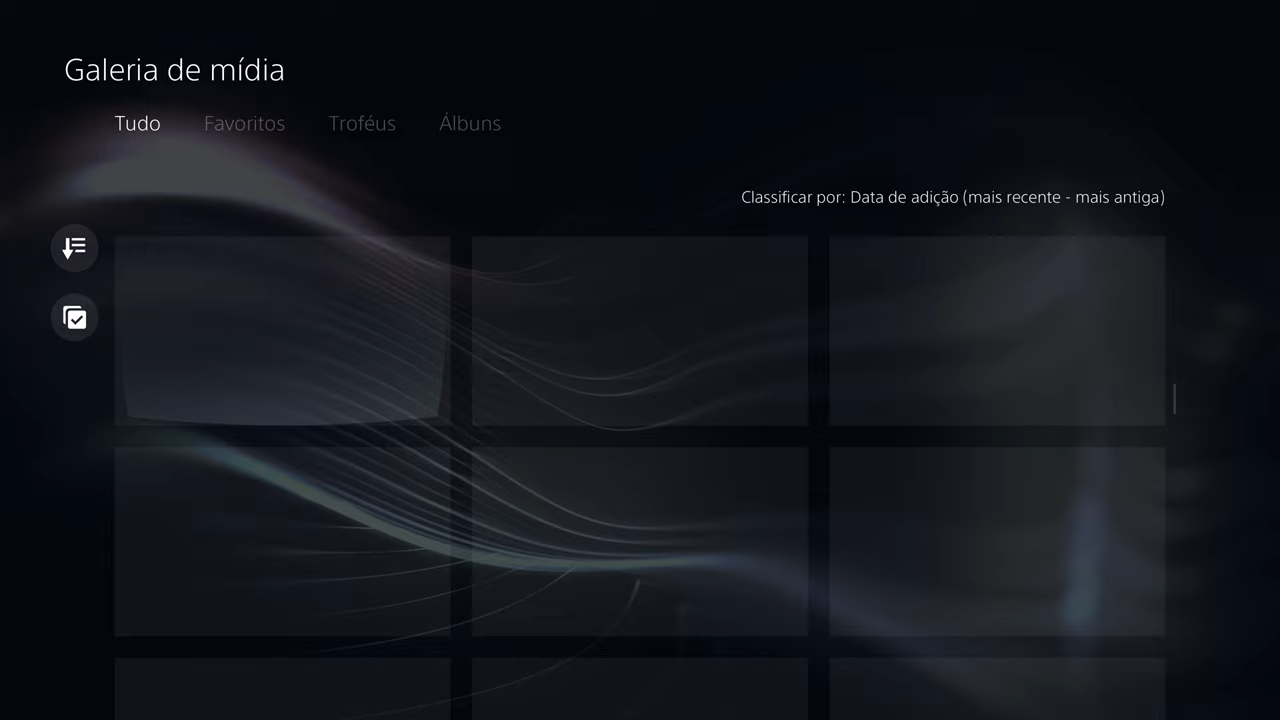 Galeria de mídia
Tudo Favoritos Troféus Álbuns
Classificar por: Data de adição (mais recente - mais antiga)